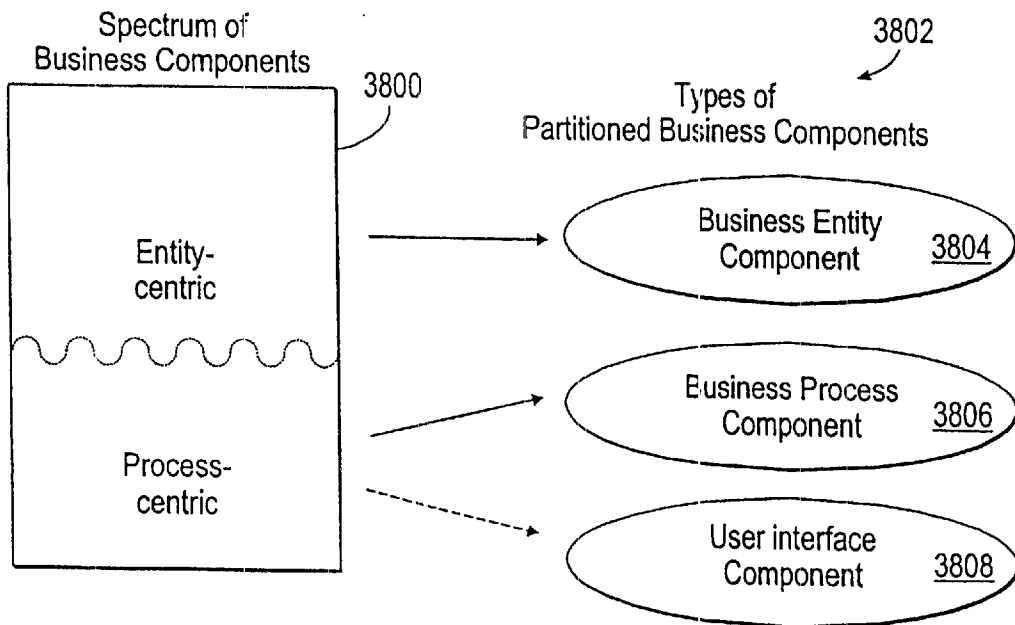 Spectrum of
Business Components
3800
3802
Types of
Partitioned Business Components
Entity-
centric
Process-
centric
Business Entity
Component
3804
Business Process
Component
3806
User interface
Component
3808